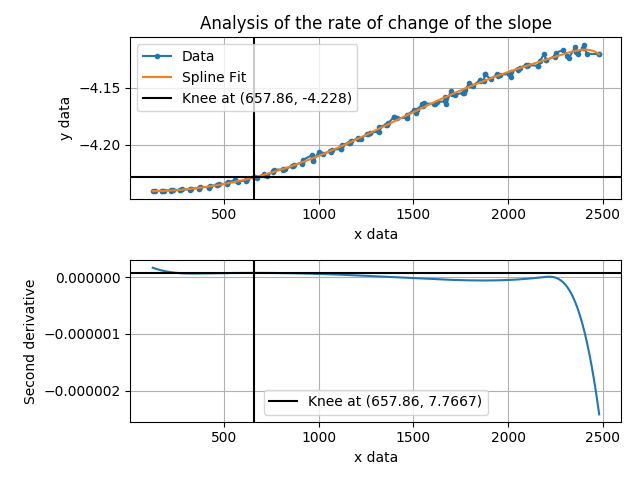 Analysis of the rate of change of the slope
Data
Spline Fit
Knee at (657.86, -4.228)
y data
−4.15
−4.20
500 1000 1500 2000 2500
x data
Second derivative
0.000000
−0.000001
−0.000002
Knee at (657.86, 7.7667)
500 1000 1500 2000 2500
x data